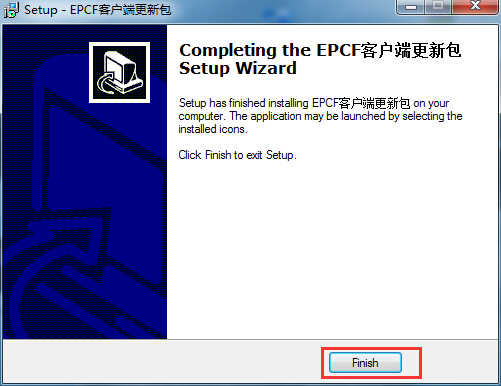 Setup - EPCF客户端更新包
Completing the EPCF客户端更新包
Setup Wizard
Setup has finished installing EPCF客户端更新包 on your
computer. The application may be launched by selecting the
installed icons.
Click Finish to exit Setup.
Finish